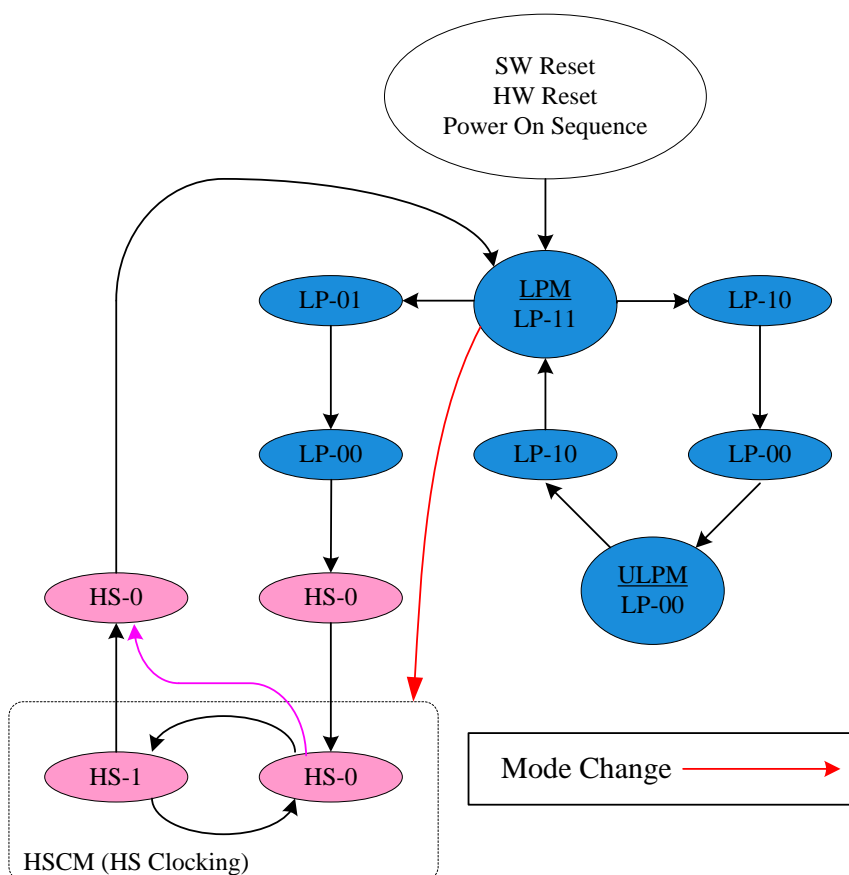 SW Reset
HW Reset
Power On Sequence
LP-01
LPM
LP-11
LP-10
LP-00
LP-10
LP-00
ULPM
LP-00
HS-0
HS-0
HS-1
HS-0
Mode Change
HSCM (HS Clocking)